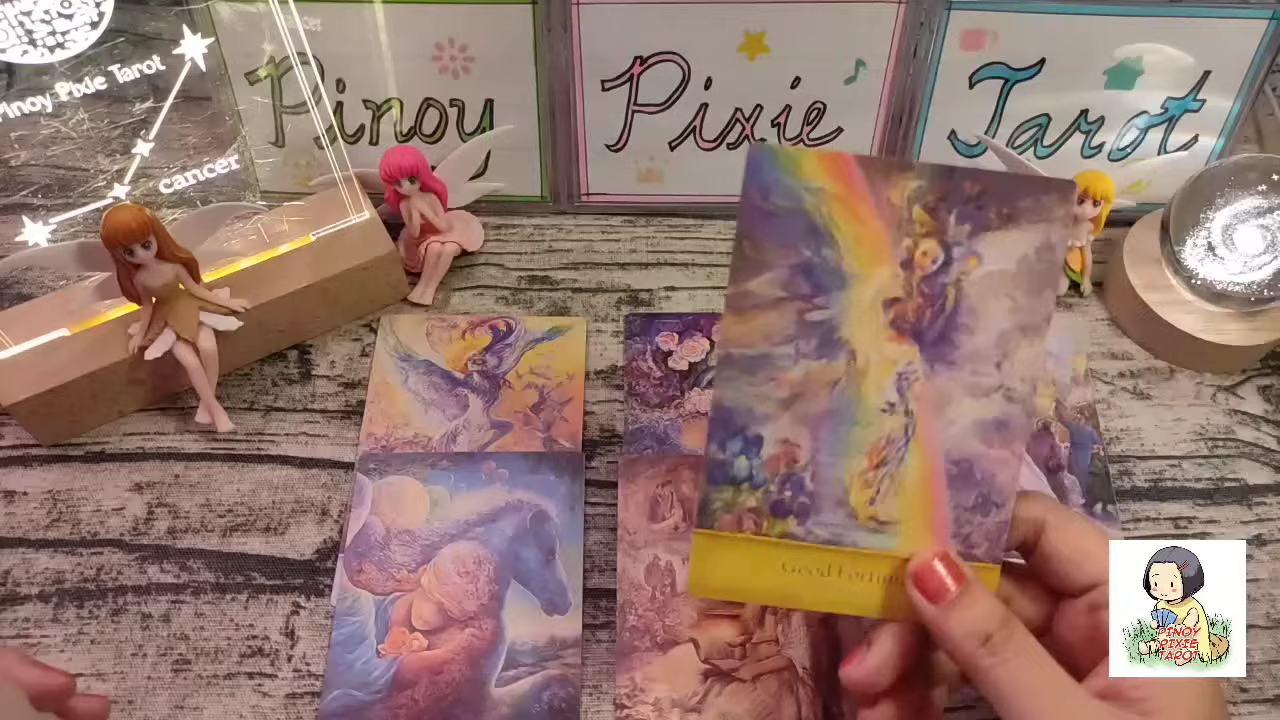 Pinoy Pixie Tarot
cancer
Pinoy
Pixie
Tarot
Good Fortune
PINOY
PIXIE
TAROT